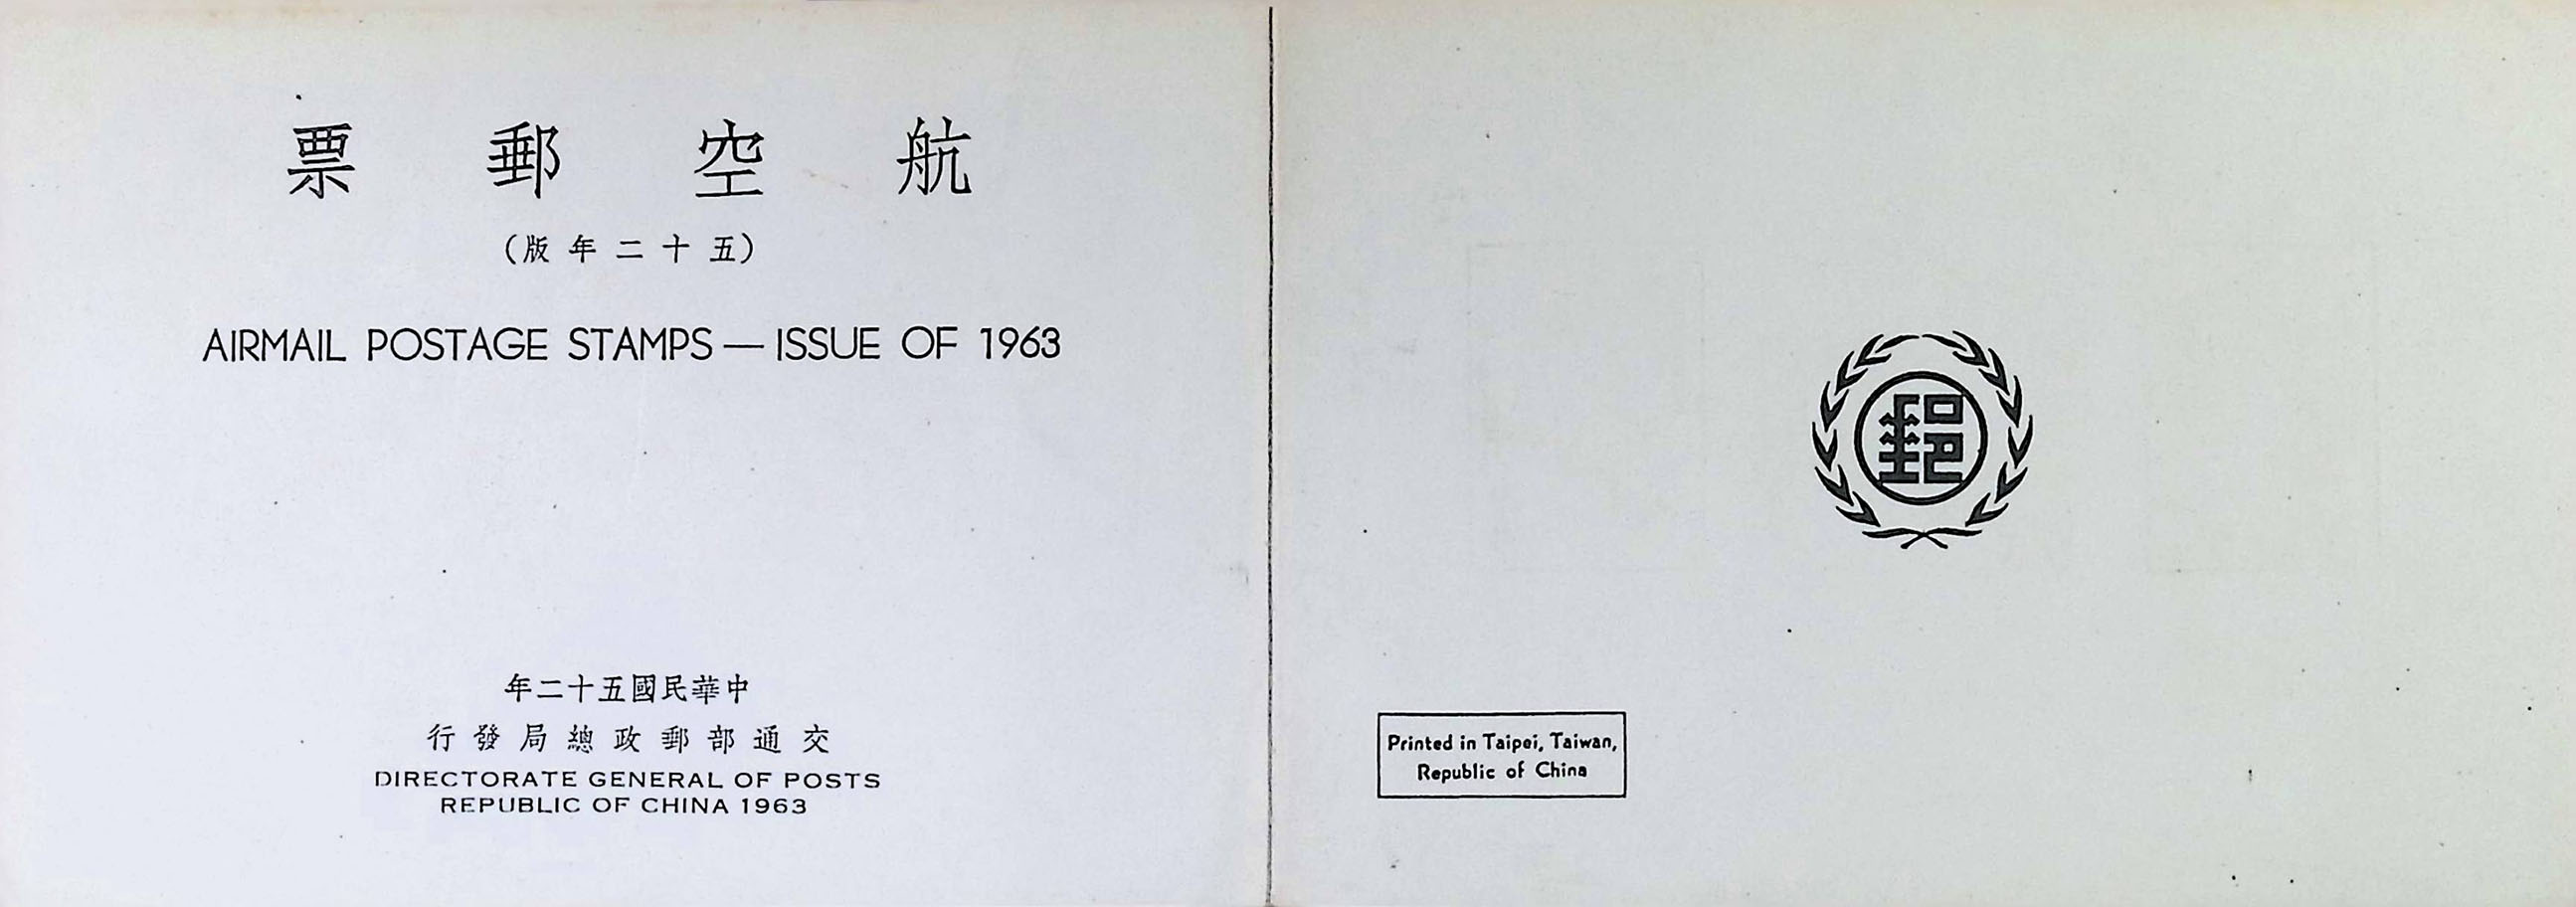 航空郵票
(五十二年版)
AIRMAIL POSTAGE STAMPS — ISSUE OF 1963
中華民國五十二年
交通部郵政總局發行
DIRECTORATE GENERAL OF POSTS
REPUBLIC OF CHINA 1963
郵
Printed in Taipei, Taiwan,
Republic of China